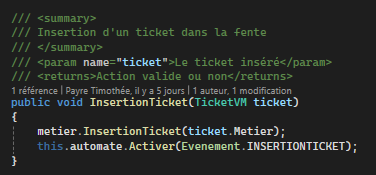 /// <summary>
/// Insertion d'un ticket dans la fente
/// </summary>
/// <param name="ticket">Le ticket inséré</param>
/// <returns>Action valide ou non</returns>
1 référence | Payre Timothée, il y a 5 jours | 1 auteur, 1 modification
public void InsertionTicket(TicketVM ticket)
{
    metier.InsertionTicket(ticket.Metier);
    this.automate.Activer(Evenement.INSERTIONTICKET);
}